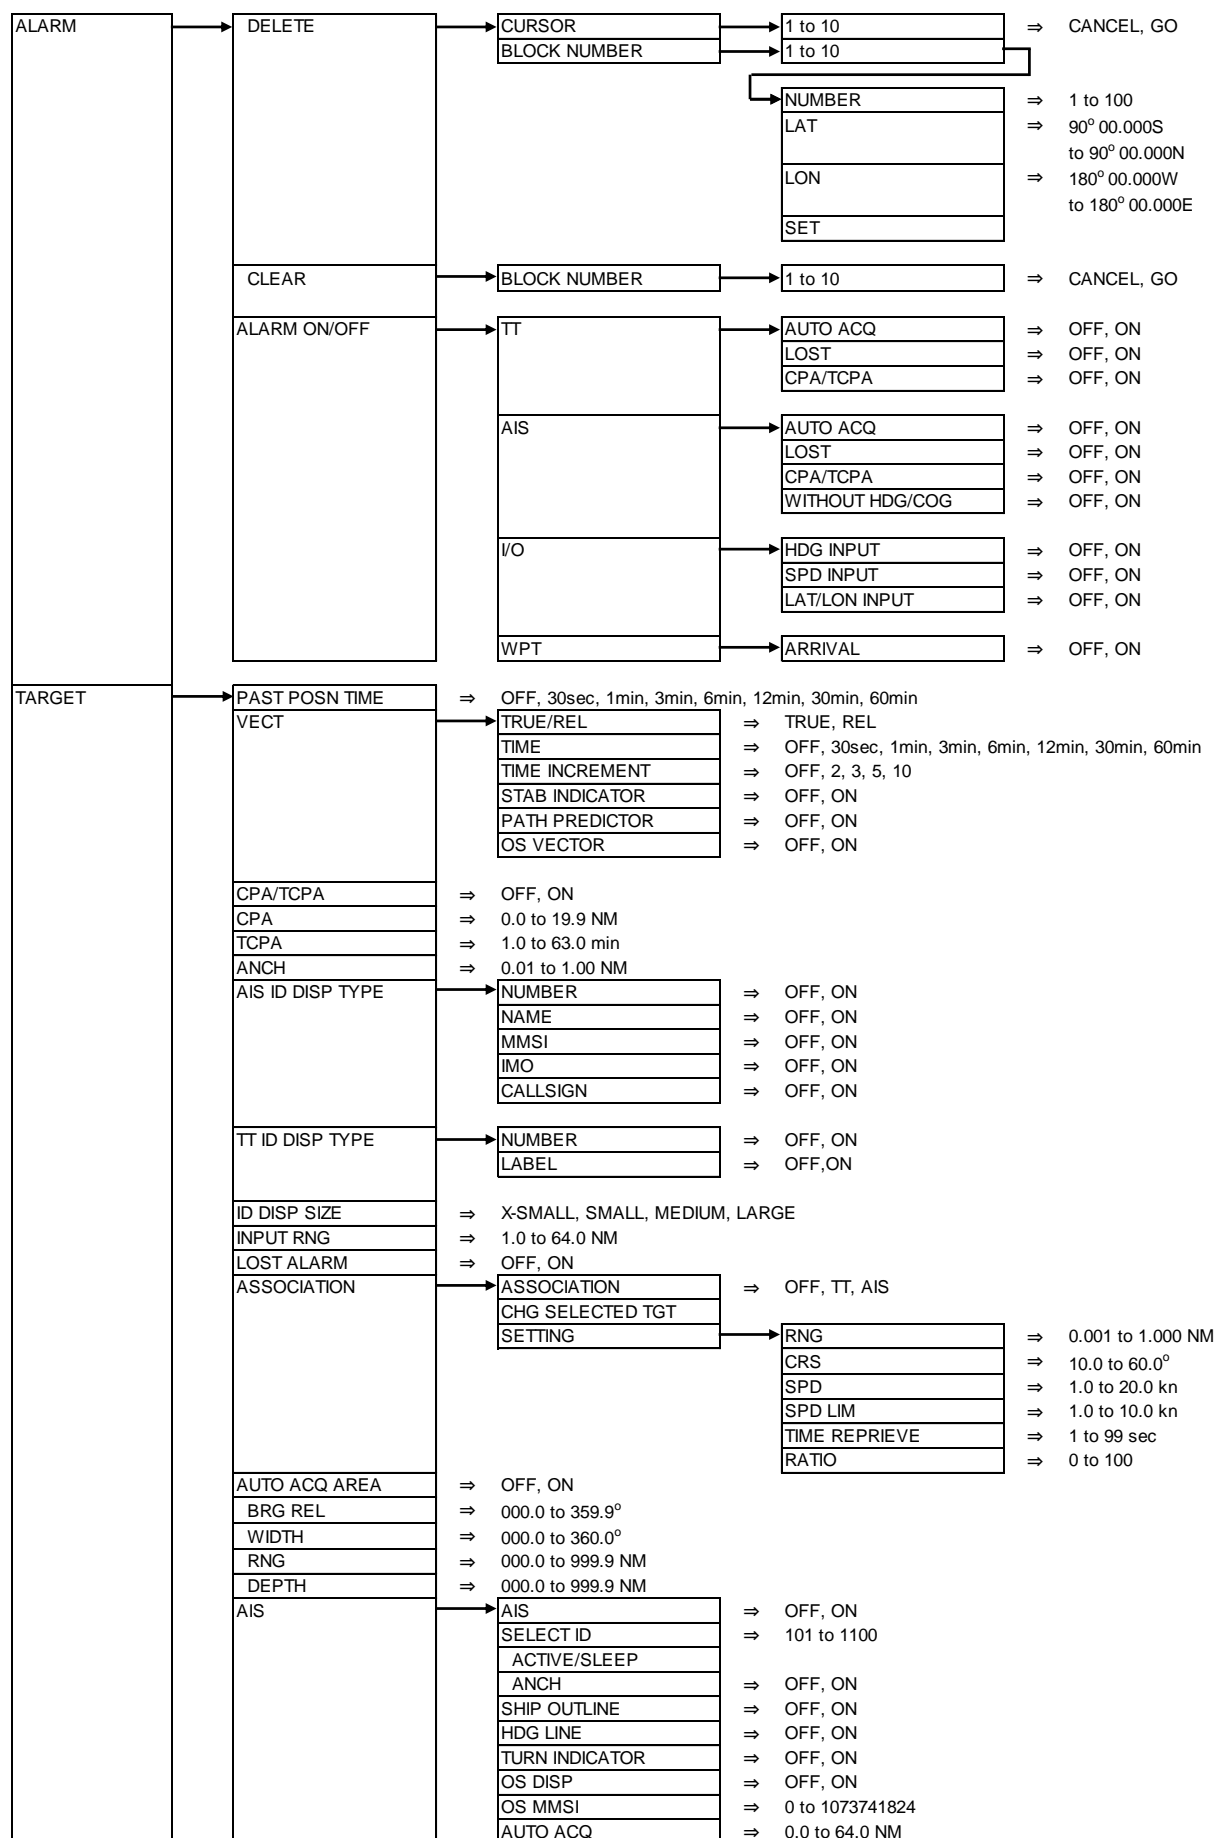 ALARM DELETE CURSOR 1 to 10 ⇒ CANCEL, GO
BLOCK NUMBER 1 to 10
NUMBER ⇒ 1 to 100
LAT ⇒ 90° 00.000S
to 90° 00.000N
LON ⇒ 180° 00.000W
to 180° 00.000E
SET
CLEAR BLOCK NUMBER 1 to 10 ⇒ CANCEL, GO
ALARM ON/OFF TT AUTO ACQ ⇒ OFF, ON
LOST ⇒ OFF, ON
CPA/TCPA ⇒ OFF, ON
AIS AUTO ACQ ⇒ OFF, ON
LOST ⇒ OFF, ON
CPA/TCPA ⇒ OFF, ON
WITHOUT HDG/COG ⇒ OFF, ON
I/O HDG INPUT ⇒ OFF, ON
SPD INPUT ⇒ OFF, ON
LAT/LON INPUT ⇒ OFF, ON
WPT ARRIVAL ⇒ OFF, ON
TARGET PAST POSN TIME ⇒ OFF, 30sec, 1min, 3min, 6min, 12min, 30min, 60min
VECT TRUE/REL ⇒ TRUE, REL
TIME ⇒ OFF, 30sec, 1min, 3min, 6min, 12min, 30min, 60min
TIME INCREMENT ⇒ OFF, 2, 3, 5, 10
STAB INDICATOR ⇒ OFF, ON
PATH PREDICTOR ⇒ OFF, ON
OS VECTOR ⇒ OFF, ON
CPA/TCPA ⇒ OFF, ON
CPA ⇒ 0.0 to 19.9 NM
TCPA ⇒ 1.0 to 63.0 min
ANCH ⇒ 0.01 to 1.00 NM
AIS ID DISP TYPE NUMBER ⇒ OFF, ON
NAME ⇒ OFF, ON
MMSI ⇒ OFF, ON
IMO ⇒ OFF, ON
CALLSIGN ⇒ OFF, ON
TT ID DISP TYPE NUMBER ⇒ OFF, ON
LABEL ⇒ OFF,ON
ID DISP SIZE ⇒ X-SMALL, SMALL, MEDIUM, LARGE
INPUT RNG ⇒ 1.0 to 64.0 NM
LOST ALARM ⇒ OFF, ON
ASSOCIATION ASSOCIATION ⇒ OFF, TT, AIS
CHG SELECTED TGT
SETTING RNG ⇒ 0.001 to 1.000 NM
CRS ⇒ 10.0 to 60.0°
SPD ⇒ 1.0 to 20.0 kn
SPD LIM ⇒ 1.0 to 10.0 kn
TIME REPRIEVE ⇒ 1 to 99 sec
RATIO ⇒ 0 to 100
AUTO ACQ AREA ⇒ OFF, ON
BRG REL ⇒ 000.0 to 359.9°
WIDTH ⇒ 000.0 to 360.0°
RNG ⇒ 000.0 to 999.9 NM
DEPTH ⇒ 000.0 to 999.9 NM
AIS AIS ⇒ OFF, ON
SELECT ID ⇒ 101 to 1100
ACTIVE/SLEEP
ANCH ⇒ OFF, ON
SHIP OUTLINE ⇒ OFF, ON
HDG LINE ⇒ OFF, ON
TURN INDICATOR ⇒ OFF, ON
OS DISP ⇒ OFF, ON
OS MMSI ⇒ 0 to 1073741824
AUTO ACQ ⇒ 0.0 to 64.0 NM